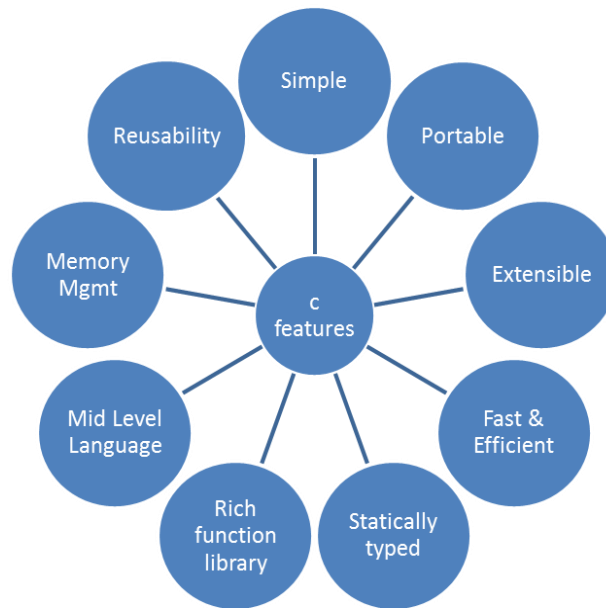 Simple
Portable
Extensible
Fast &
Efficient
Statically
typed
Rich
function
library
Mid Level
Language
Memory
Mgmt
Reusability
c
features